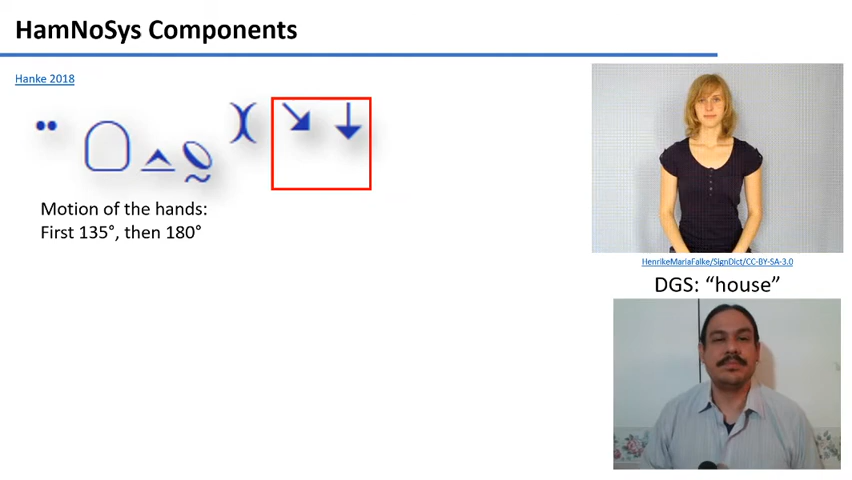 HamNoSys Components
Hanke 2018
Motion of the hands:
First 135°, then 180°
HenrikeMariaFalke/SignDict/CC-BY-SA-3.0
DGS: “house”